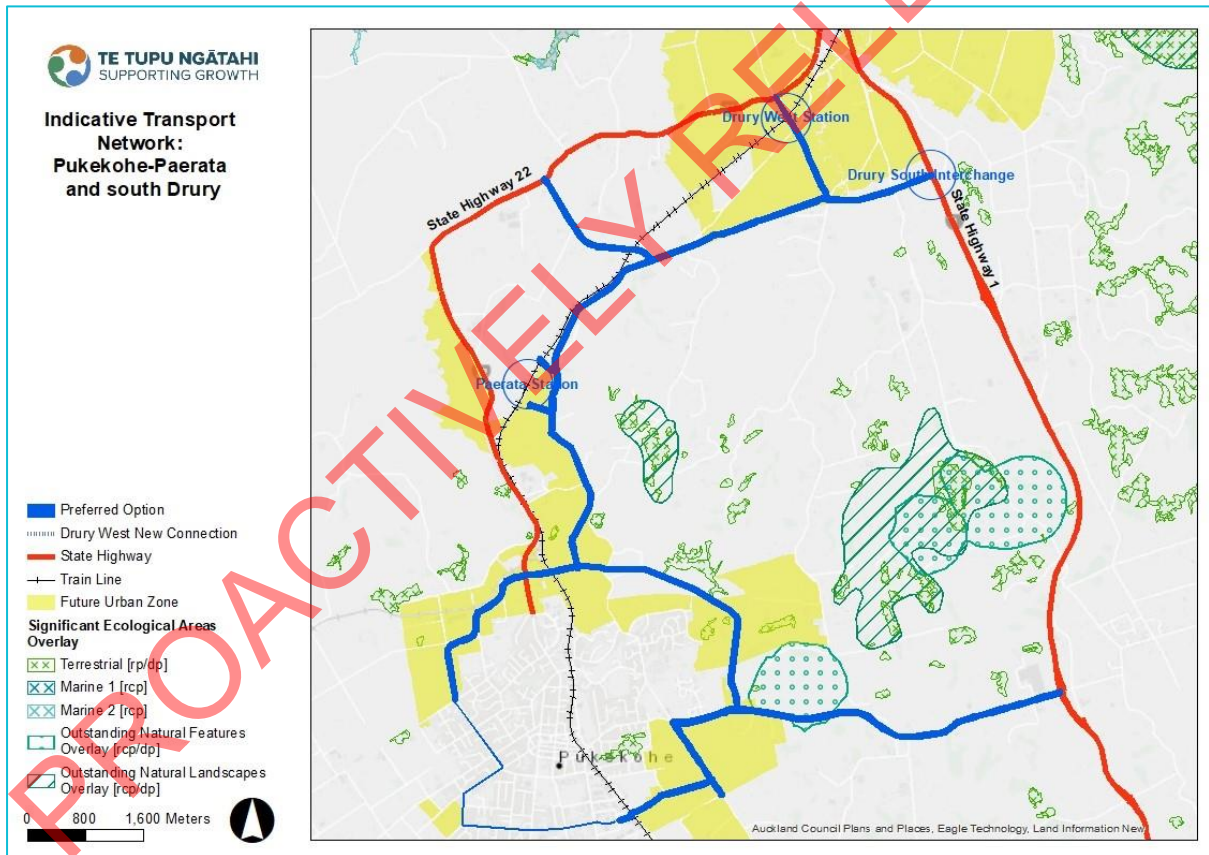 TE TUPU NGĀTAHI
SUPPORTING GROWTH
Indicative Transport
Network:
Pukekohe-Paerata
and south Drury
Preferred Option
Drury West New Connection
State Highway
Train Line
Future Urban Zone
Significant Ecological Areas
Overlay
Terrestrial [rp/dp]
Marine 1 [rcp]
Marine 2 [rcp]
Outstanding Natural Features
Overlay [rcp/dp]
Outstanding Natural Landscapes
Overlay [rcp/dp]
0 800 1,600 Meters
Drury West Station
Drury South Interchange
State Highway 22
State Highway 1
Paerata Station
Pukekohe
Auckland Council Plans and Places, Eagle Technology, Land Information New
PROACTIVELY RELE